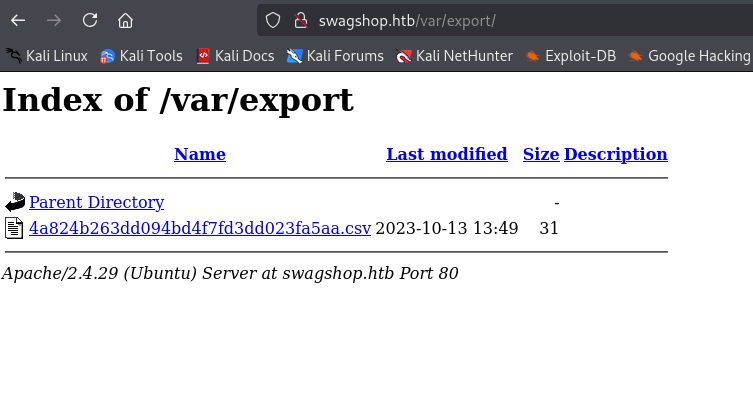 swagshop.htb/var/export/
Kali Linux Kali Tools Kali Docs Kali Forums Kali NetHunter Exploit-DB Google Hacking
Index of /var/export
Name Last modified Size Description
Parent Directory -
4a824b263dd094bd4f7fd3dd023fa5aa.csv 2023-10-13 13:49 31
Apache/2.4.29 (Ubuntu) Server at swagshop.htb Port 80